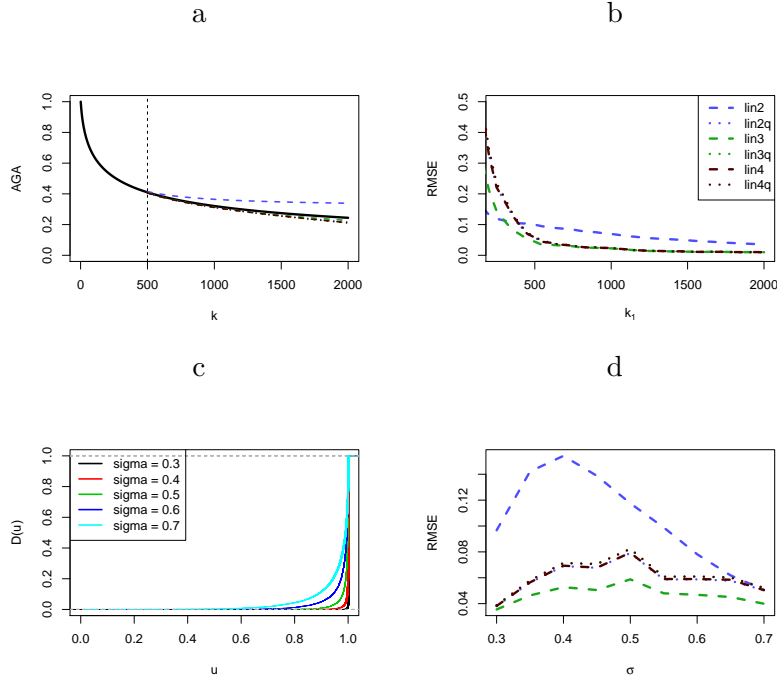 a
AGA
1.0
0.8
0.6
0.4
0.2
0.0
0
500
1000
1500
2000
k
b
RMSE
0.5
0.4
0.3
0.2
0.1
0.0
500
1000
1500
2000
k1
lin2
lin2q
lin3
lin3q
lin4
lin4q
c
D(u)
1.0
0.8
0.6
0.4
0.2
0.0
0.0
0.2
0.4
0.6
0.8
1.0
u
sigma = 0.3
sigma = 0.4
sigma = 0.5
sigma = 0.6
sigma = 0.7
d
RMSE
0.12
0.08
0.04
0.3
0.4
0.5
0.6
0.7
σ